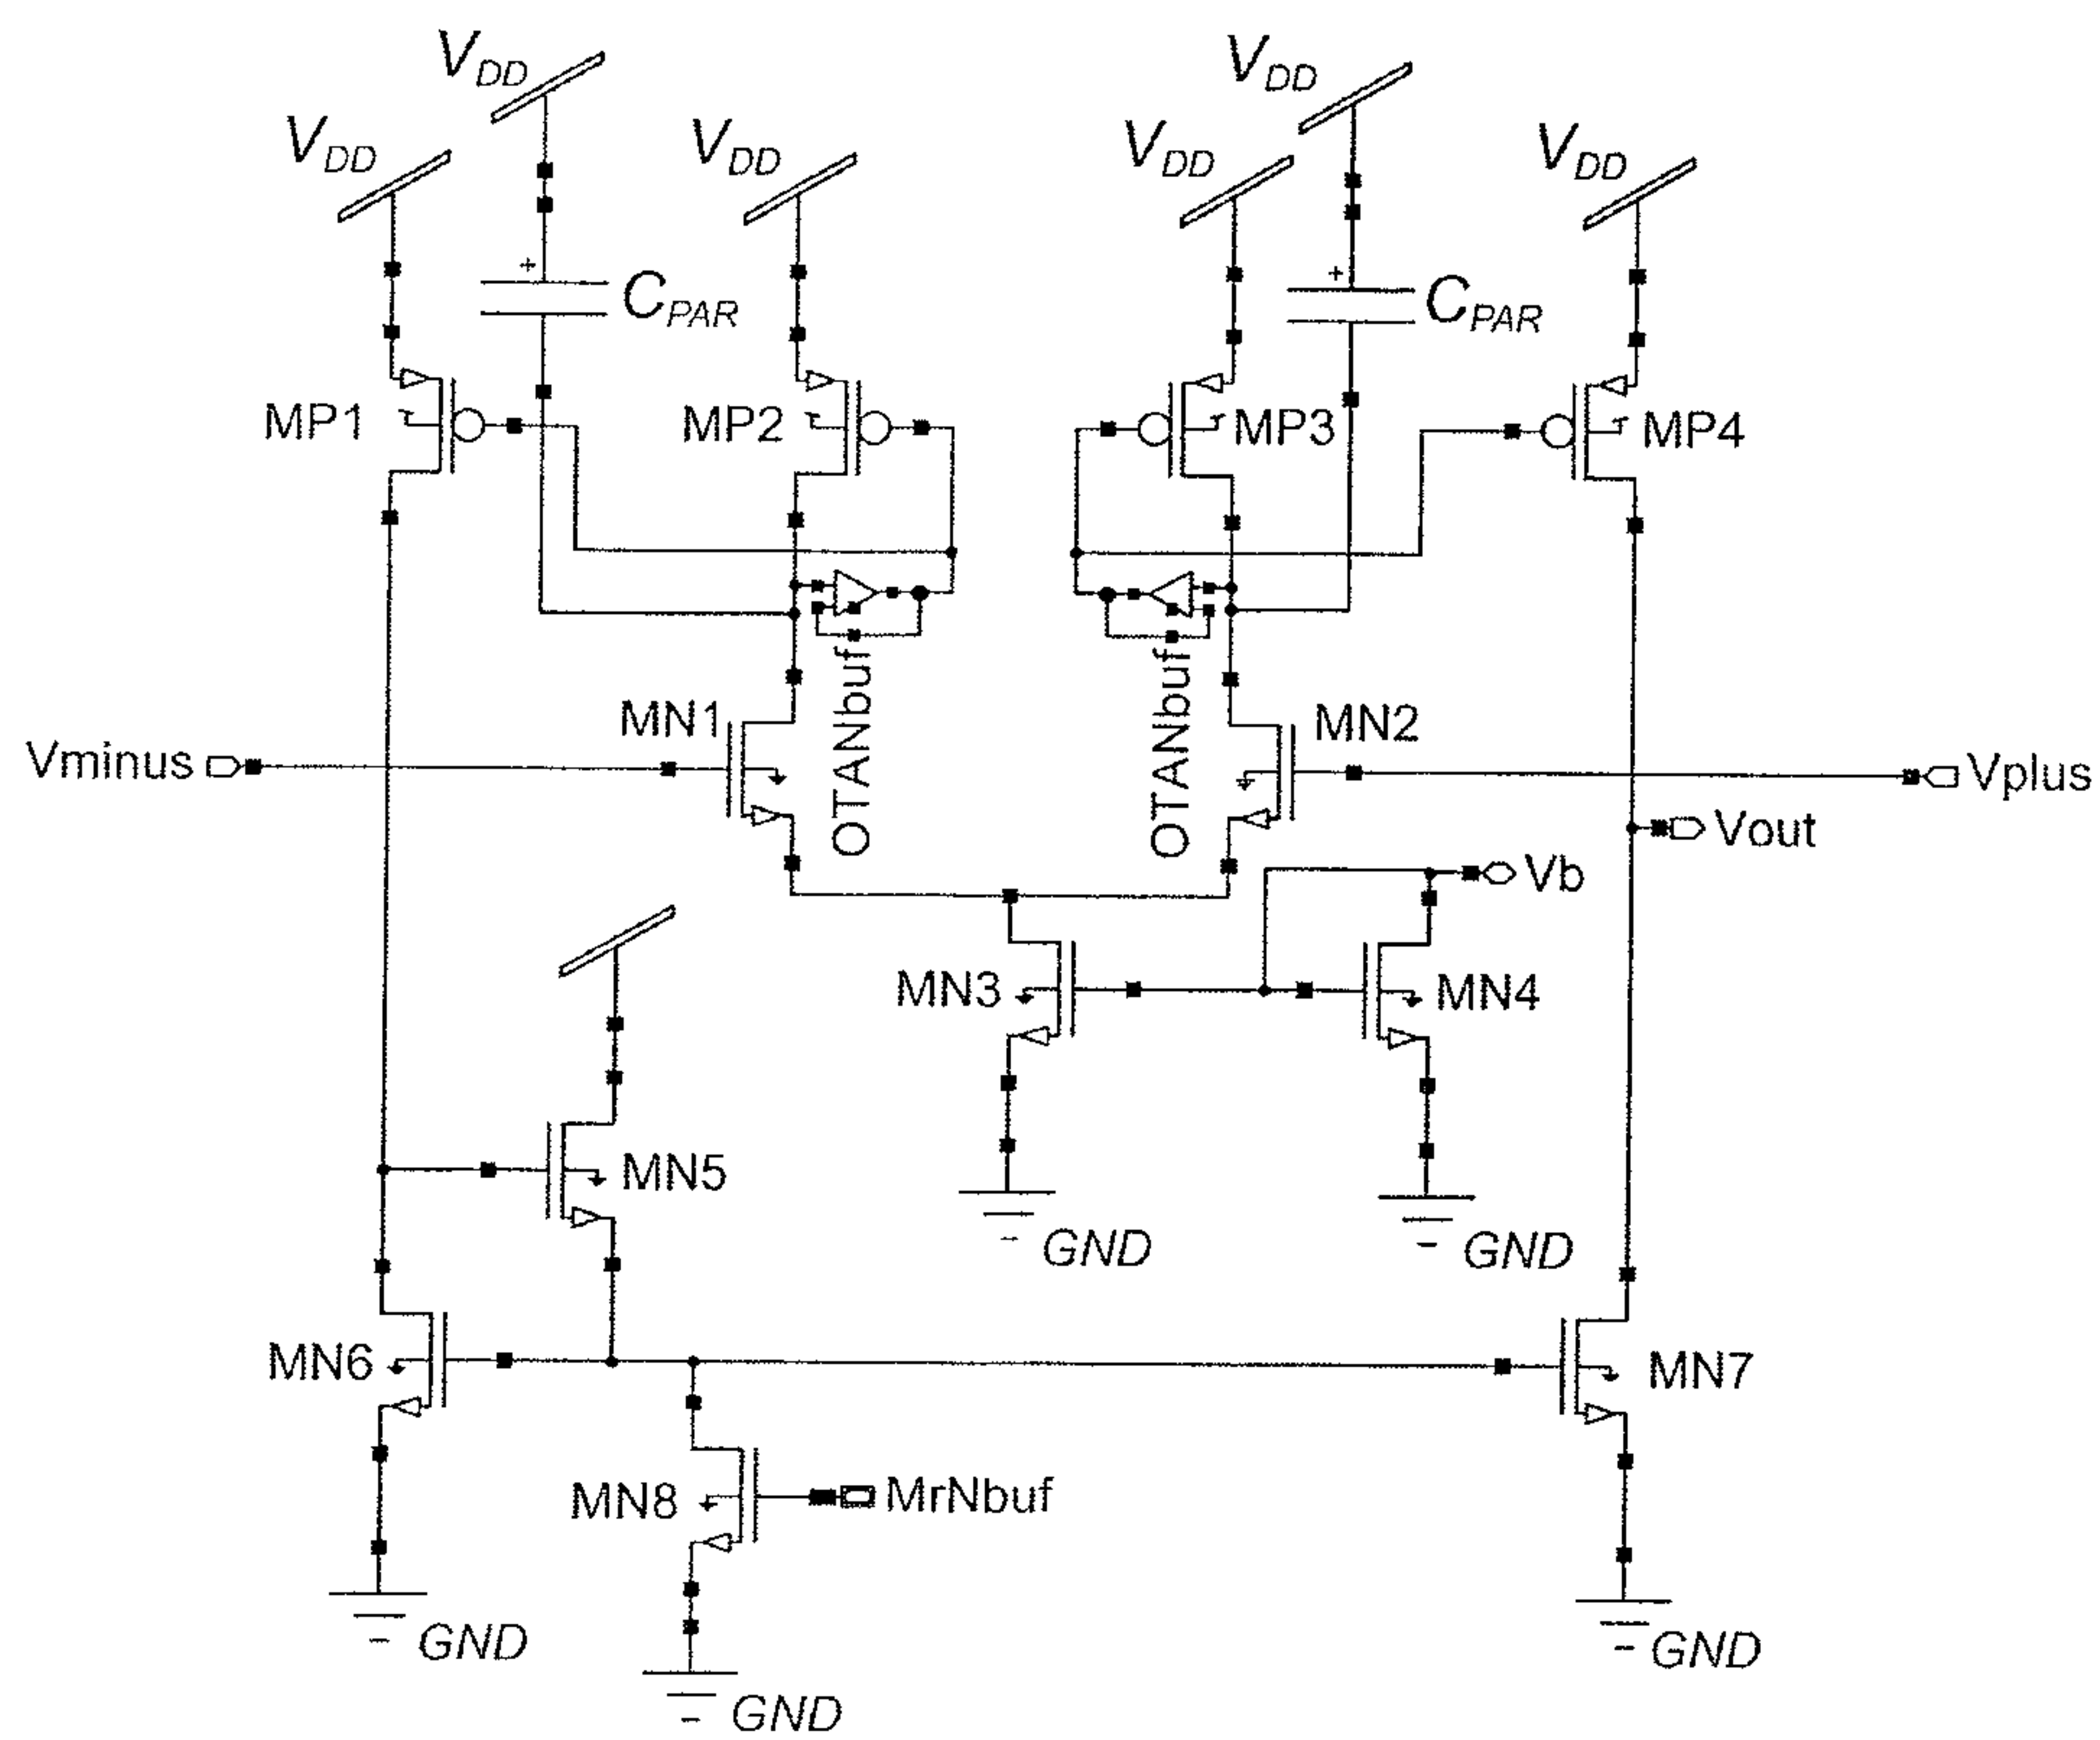 VDD
VDD
VDD
VDD
VDD
VDD
+
CPAR
+
CPAR
MP1
MP2
MP3
MP4
OTANbuf
OTANbuf
MN1
MN2
Vminus
Vplus
Vout
Vb
MN3
MN4
MN5
GND
GND
MN6
MN7
MN8
MrNbuf
GND
GND
GND